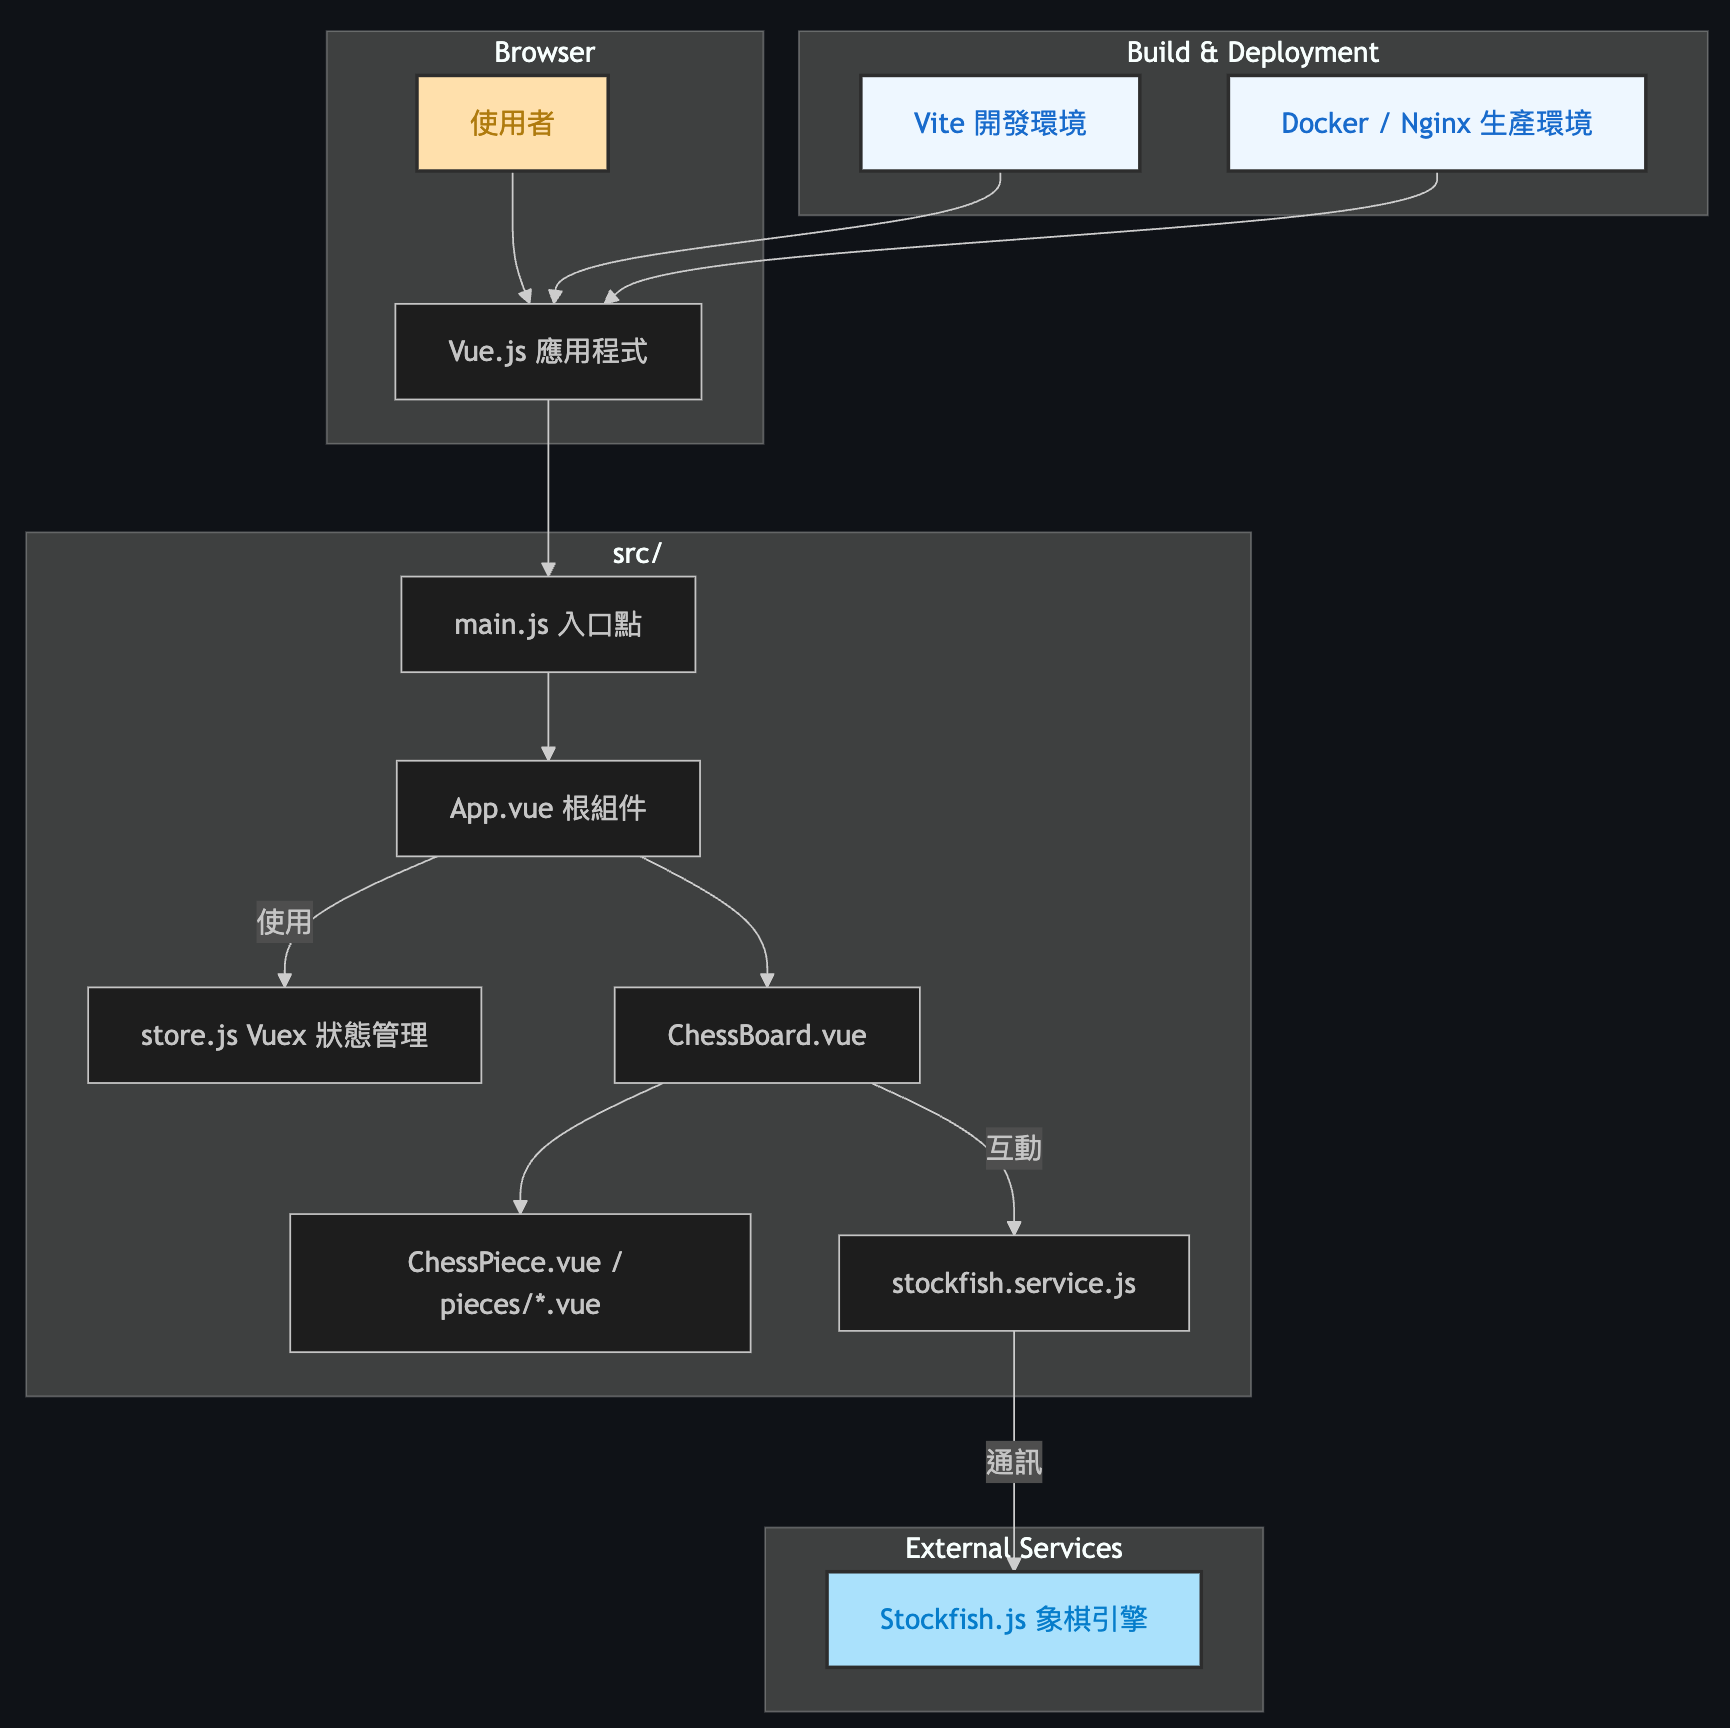 Browser
使用者
Build & Deployment
Vite 開發環境
Docker / Nginx 生產環境
Vue.js 應用程式
src/
main.js 入口點
App.vue 根組件
使用
store.js Vuex 狀態管理
ChessBoard.vue
互動
ChessPiece.vue /
pieces/*.vue
stockfish.service.js
通訊
External Services
Stockfish.js 象棋引擎